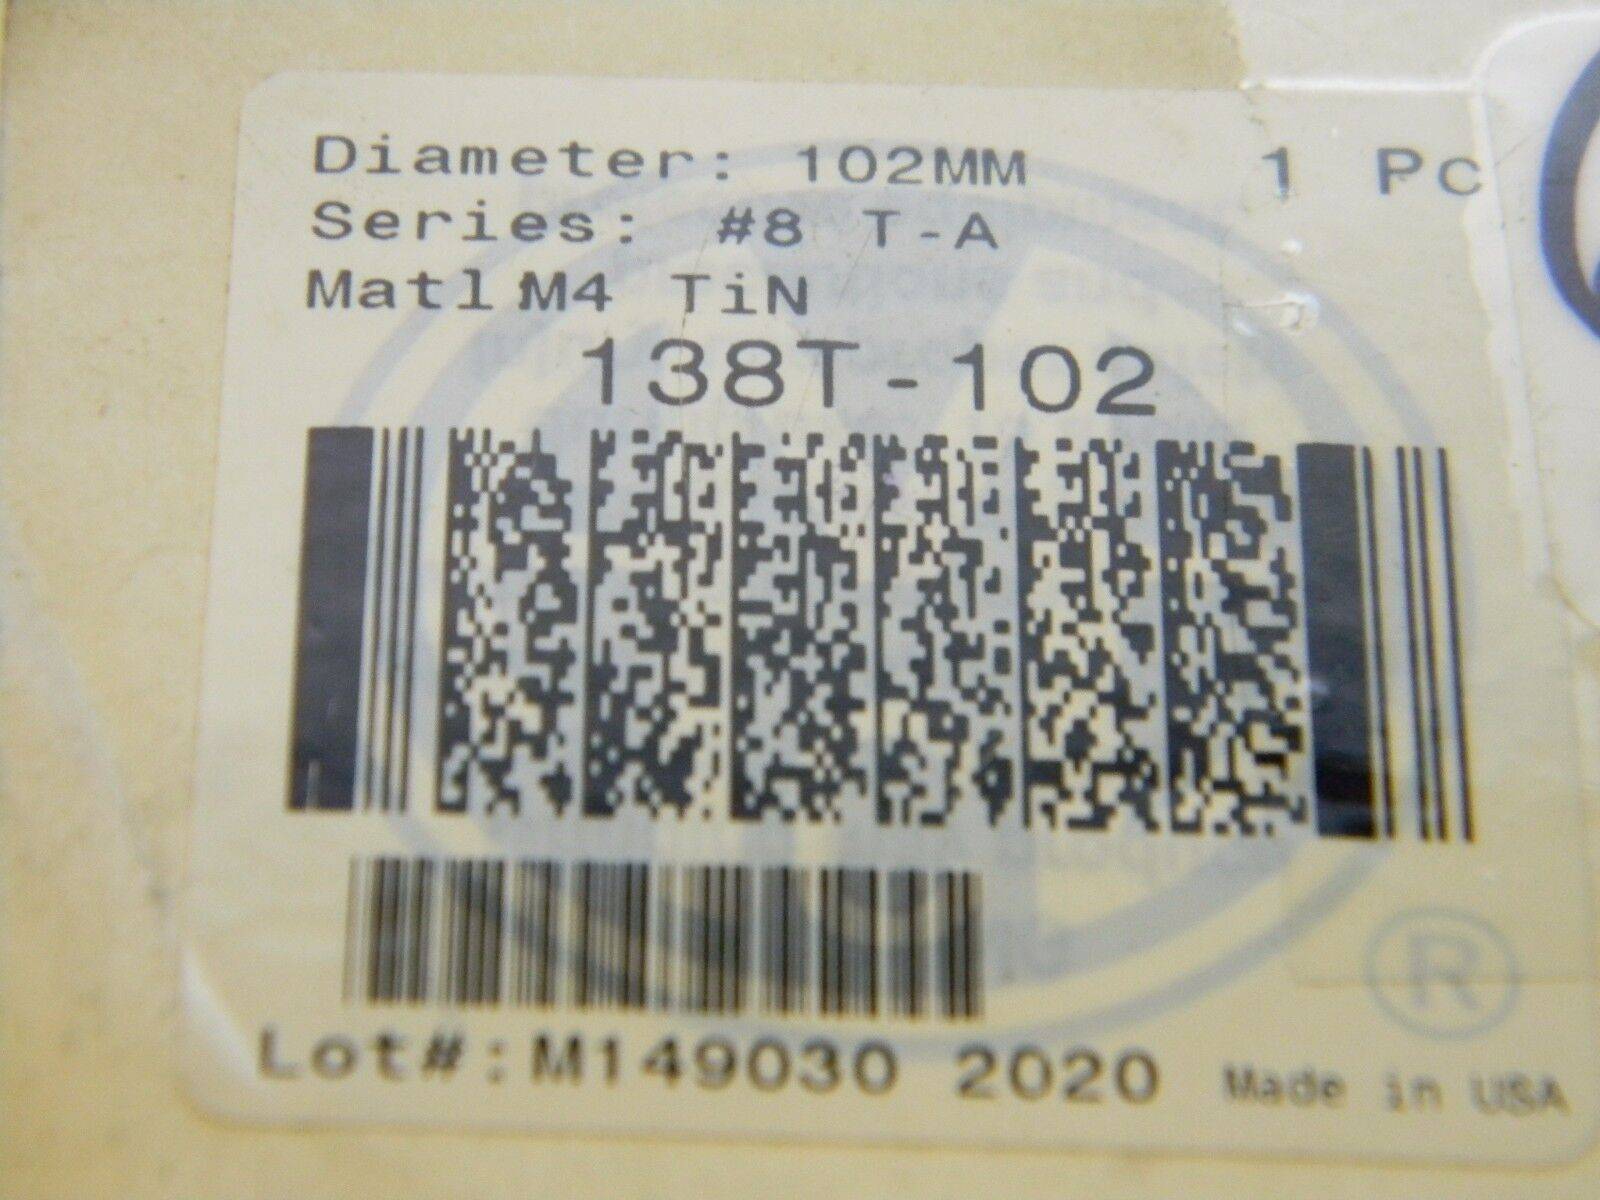 Diameter: 102MM 1 Pc
Series: #8 T-A
Matl M4 TiN
138T-102
Lot#:M149030 2020
Made in USA
®